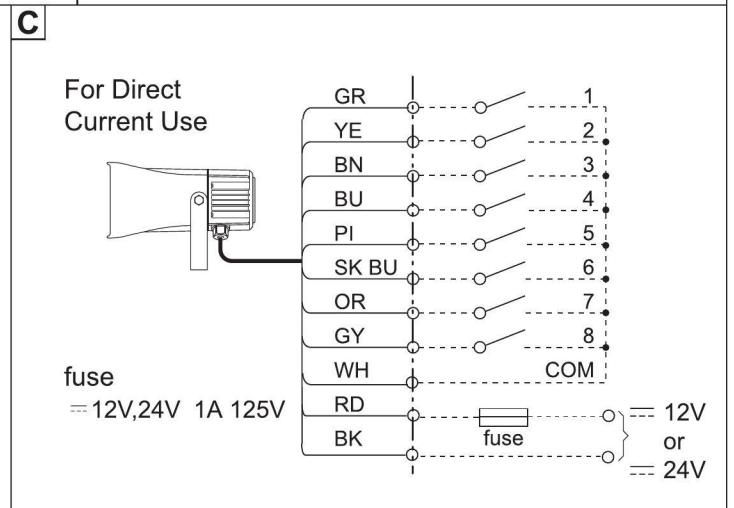 C
For Direct
Current Use
GR 1
YE 2
BN 3
BU 4
PI 5
SK BU 6
OR 7
GY 8
WH COM
fuse
⎓12V,24V 1A 125V
RD fuse ⎓ 12V
BK or
⎓ 24V